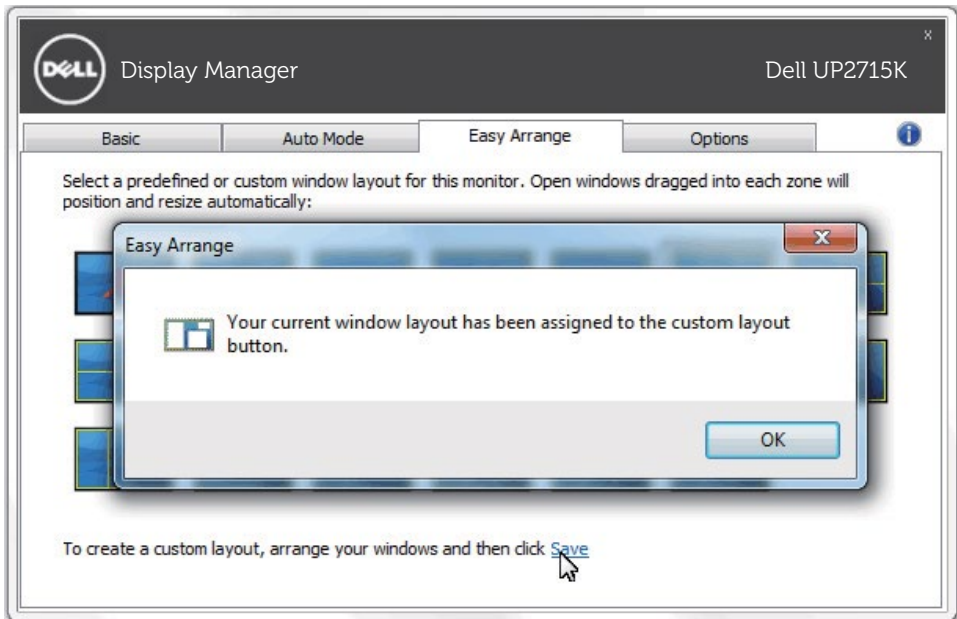 DELL
Display Manager
Dell UP2715K
x
Basic
Auto Mode
Easy Arrange
Options
i
Select a predefined or custom window layout for this monitor. Open windows dragged into each zone will
position and resize automatically:
Easy Arrange
x
Your current window layout has been assigned to the custom layout
button.
OK
To create a custom layout, arrange your windows and then click Save